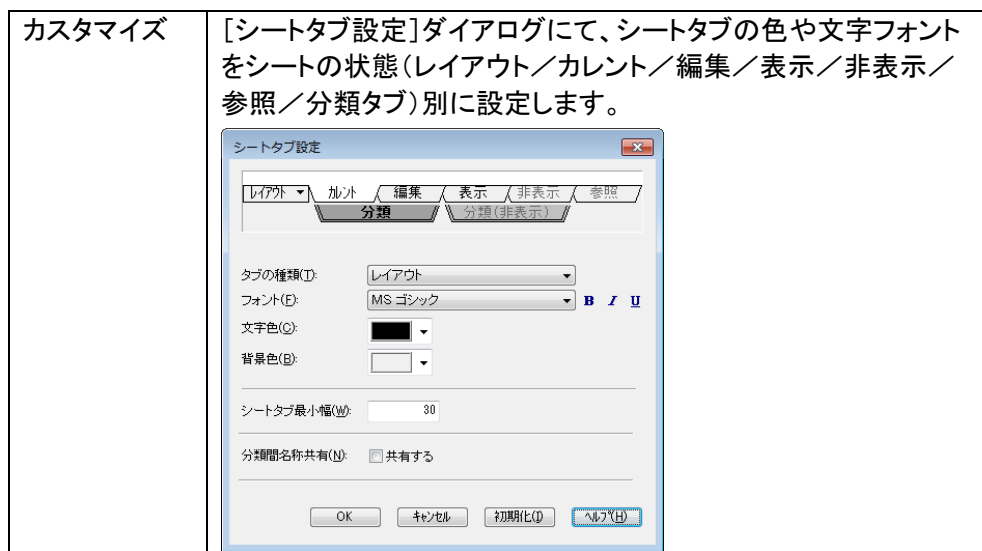 カスタマイズ
[シートタブ設定]ダイアログにて、シートタブの色や文字フォント
をシートの状態(レイアウト/カレント/編集/表示/非表示/
参照/分類タブ)別に設定します。
シートタブ設定
ﾚｲｱｳﾄ ｶﾚﾝﾄ 編集 表示 非表示 参照
分類 分類(非表示)
タブの種類(T): レイアウト
フォント(F): MS ゴシック B I U
文字色(C):
背景色(B):
シートタブ最小幅(W): 30
分類間名称共有(N): 共有する
OK ｷｬﾝｾﾙ 初期化(I) ﾍﾙﾌﾟ(H)